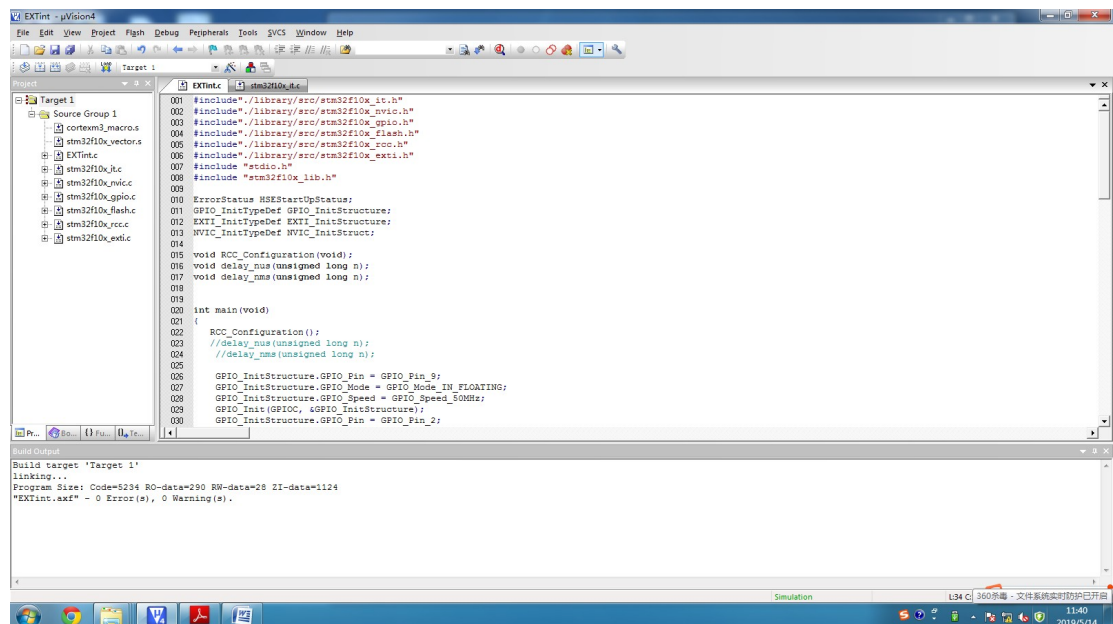 EXTint - µVision4
File Edit View Project Flash Debug Peripherals Tools SVCS Window Help
Target 1
Project
EXTint.c stm32f10x_it.c
Target 1
Source Group 1
cortexm3_macro.s
stm32f10x_vector.s
EXTint.c
stm32f10x_it.c
stm32f10x_nvic.c
stm32f10x_gpio.c
stm32f10x_flash.c
stm32f10x_rcc.c
stm32f10x_exti.c
001 #include"./library/src/stm32f10x_it.h"
002 #include"./library/src/stm32f10x_nvic.h"
003 #include"./library/src/stm32f10x_gpio.h"
004 #include"./library/src/stm32f10x_flash.h"
005 #include"./library/src/stm32f10x_rcc.h"
006 #include"./library/src/stm32f10x_exti.h"
007 #include "stdio.h"
008 #include "stm32f10x_lib.h"
009
010 ErrorStatus HSEStartUpStatus;
011 GPIO_InitTypeDef GPIO_InitStructure;
012 EXTI_InitTypeDef EXTI_InitStructure;
013 NVIC_InitTypeDef NVIC_InitStruct;
014
015 void RCC_Configuration(void);
016 void delay_nus(unsigned long n);
017 void delay_nms(unsigned long n);
018
019
020 int main(void)
021 {
022 RCC_Configuration();
023 //delay_nus(unsigned long n);
024 //delay_nms(unsigned long n);
025
026 GPIO_InitStructure.GPIO_Pin = GPIO_Pin_9;
027 GPIO_InitStructure.GPIO_Mode = GPIO_Mode_IN_FLOATING;
028 GPIO_InitStructure.GPIO_Speed = GPIO_Speed_50MHz;
029 GPIO_Init(GPIOC, &GPIO_InitStructure);
030 GPIO_InitStructure.GPIO_Pin = GPIO_Pin_2;
Pr... Bo... {} Fu... Te...
Build Output
Build target 'Target 1'
linking...
Program Size: Code=5234 RO-data=290 RW-data=28 ZI-data=1124
"EXTint.axf" - 0 Error(s), 0 Warning(s).
Simulation L:34 C:
360杀毒 - 文件系统实时防护已开启
11:40
2019/5/14